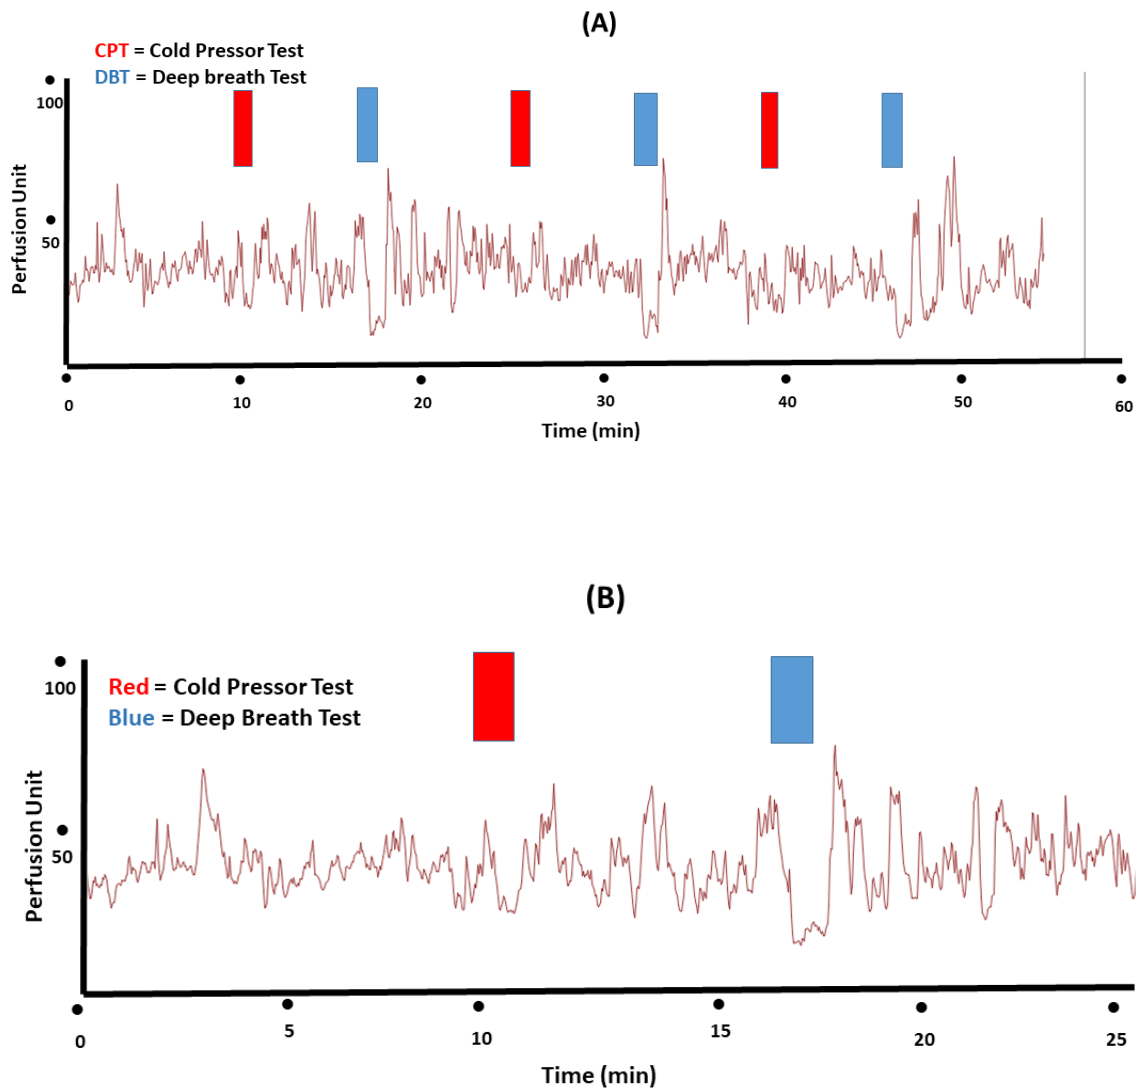 (A)
CPT = Cold Pressor Test
DBT = Deep breath Test
100
50
Perfusion Unit
0 10 20 30 40 50 60
Time (min)
(B)
Red = Cold Pressor Test
Blue = Deep Breath Test
100
50
Perfusion Unit
0 5 10 15 20 25
Time (min)